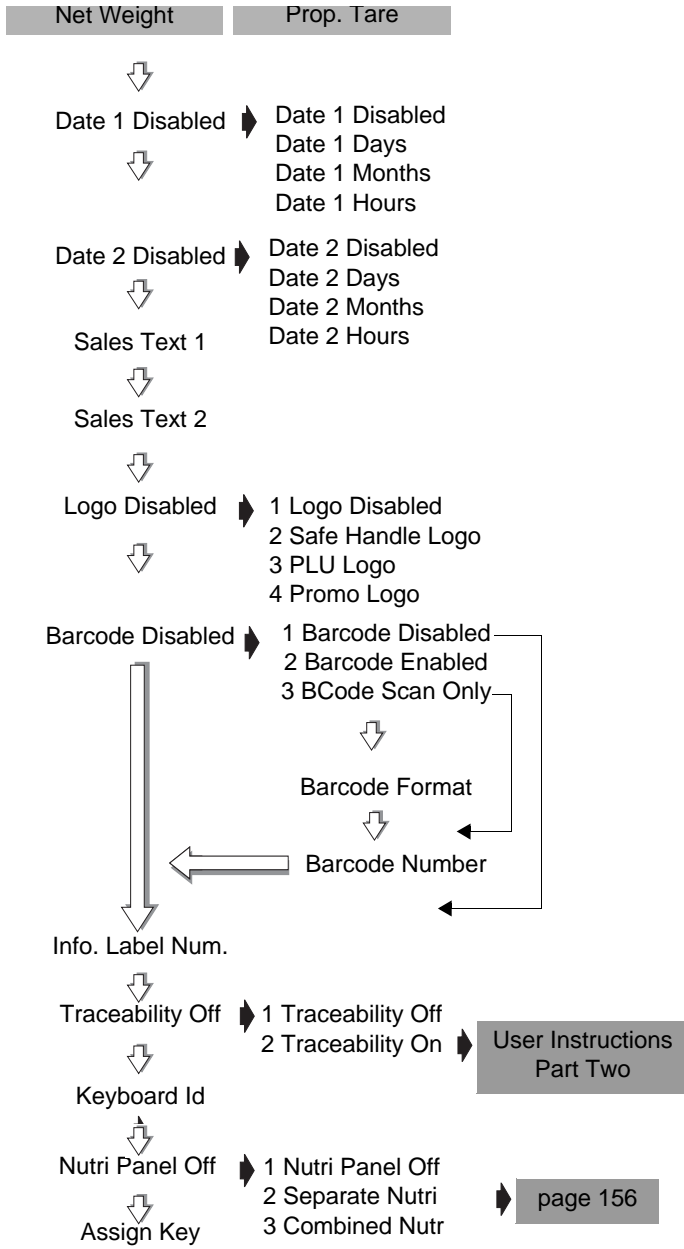 Net Weight
Prop. Tare
Date 1 Disabled
Date 1 Disabled
Date 1 Days
Date 1 Months
Date 1 Hours
Date 2 Disabled
Date 2 Disabled
Date 2 Days
Date 2 Months
Date 2 Hours
Sales Text 1
Sales Text 2
Logo Disabled
1 Logo Disabled
2 Safe Handle Logo
3 PLU Logo
4 Promo Logo
Barcode Disabled
1 Barcode Disabled
2 Barcode Enabled
3 BCode Scan Only
Barcode Format
Barcode Number
Info. Label Num.
Traceability Off
1 Traceability Off
2 Traceability On
User Instructions
Part Two
Keyboard Id
Nutri Panel Off
1 Nutri Panel Off
2 Separate Nutri
3 Combined Nutr
page 156
Assign Key